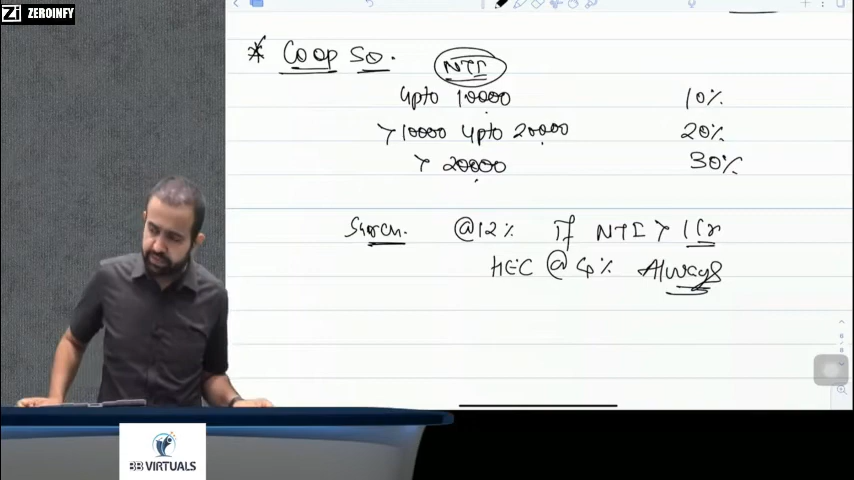 Zi ZEROINFY
* Coop So.
NTI
Upto 10000 10%
>10000 Upto 20000 20%
> 20000 30%
Surch. @12% If NTI > 1Cr
HEC @ 4% Always
BB VIRTUALS